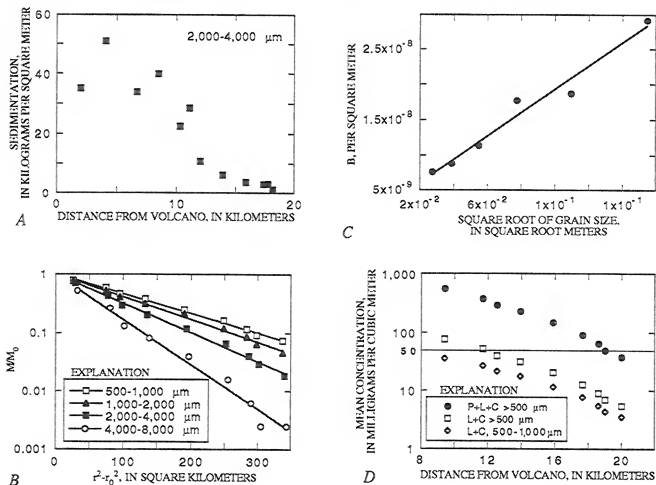 SEDIMENTATION,
IN KILOGRAMS PER SQUARE METER
60
40
20
0
2,000-4,000 μm
0 5 10 15 20
DISTANCE FROM VOLCANO, IN KILOMETERS
A
B, PER SQUARE METER
2.5x10⁻⁸
1x10⁻⁸
5x10⁻⁹
2x10⁻² 6x10⁻² 1x10⁻¹ 1x10⁻¹
SQUARE ROOT OF GRAIN SIZE,
IN SQUARE ROOT METERS
C
M/M₀
1
0.1
0.01
0.001
EXPLANATION
500-1,000 μm
1,000-2,000 μm
2,000-4,000 μm
4,000-8,000 μm
0 100 200 300
r²-r₀², IN SQUARE KILOMETERS
B
MEAN CONCENTRATION,
IN MILLIGRAMS PER CUBIC METER
1,000
100
50
10
1
EXPLANATION
P+L+C >500 μm
L+C >500 μm
L+C, 500-1,000 μm
8 12 16 20
DISTANCE FROM VOLCANO, IN KILOMETERS
D